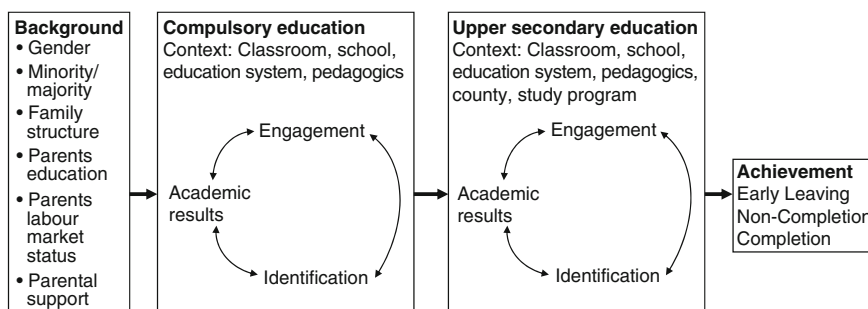 Background
• Gender
• Minority/
majority
• Family
structure
• Parents
education
• Parents
labour
market
status
• Parental
support
Compulsory education
Context: Classroom, school,
education system, pedagogics
Engagement
Academic
results
Identification
Upper secondary education
Context: Classroom, school,
education system, pedagogics,
county, study program
Engagement
Academic
results
Identification
Achievement
Early Leaving
Non-Completion
Completion